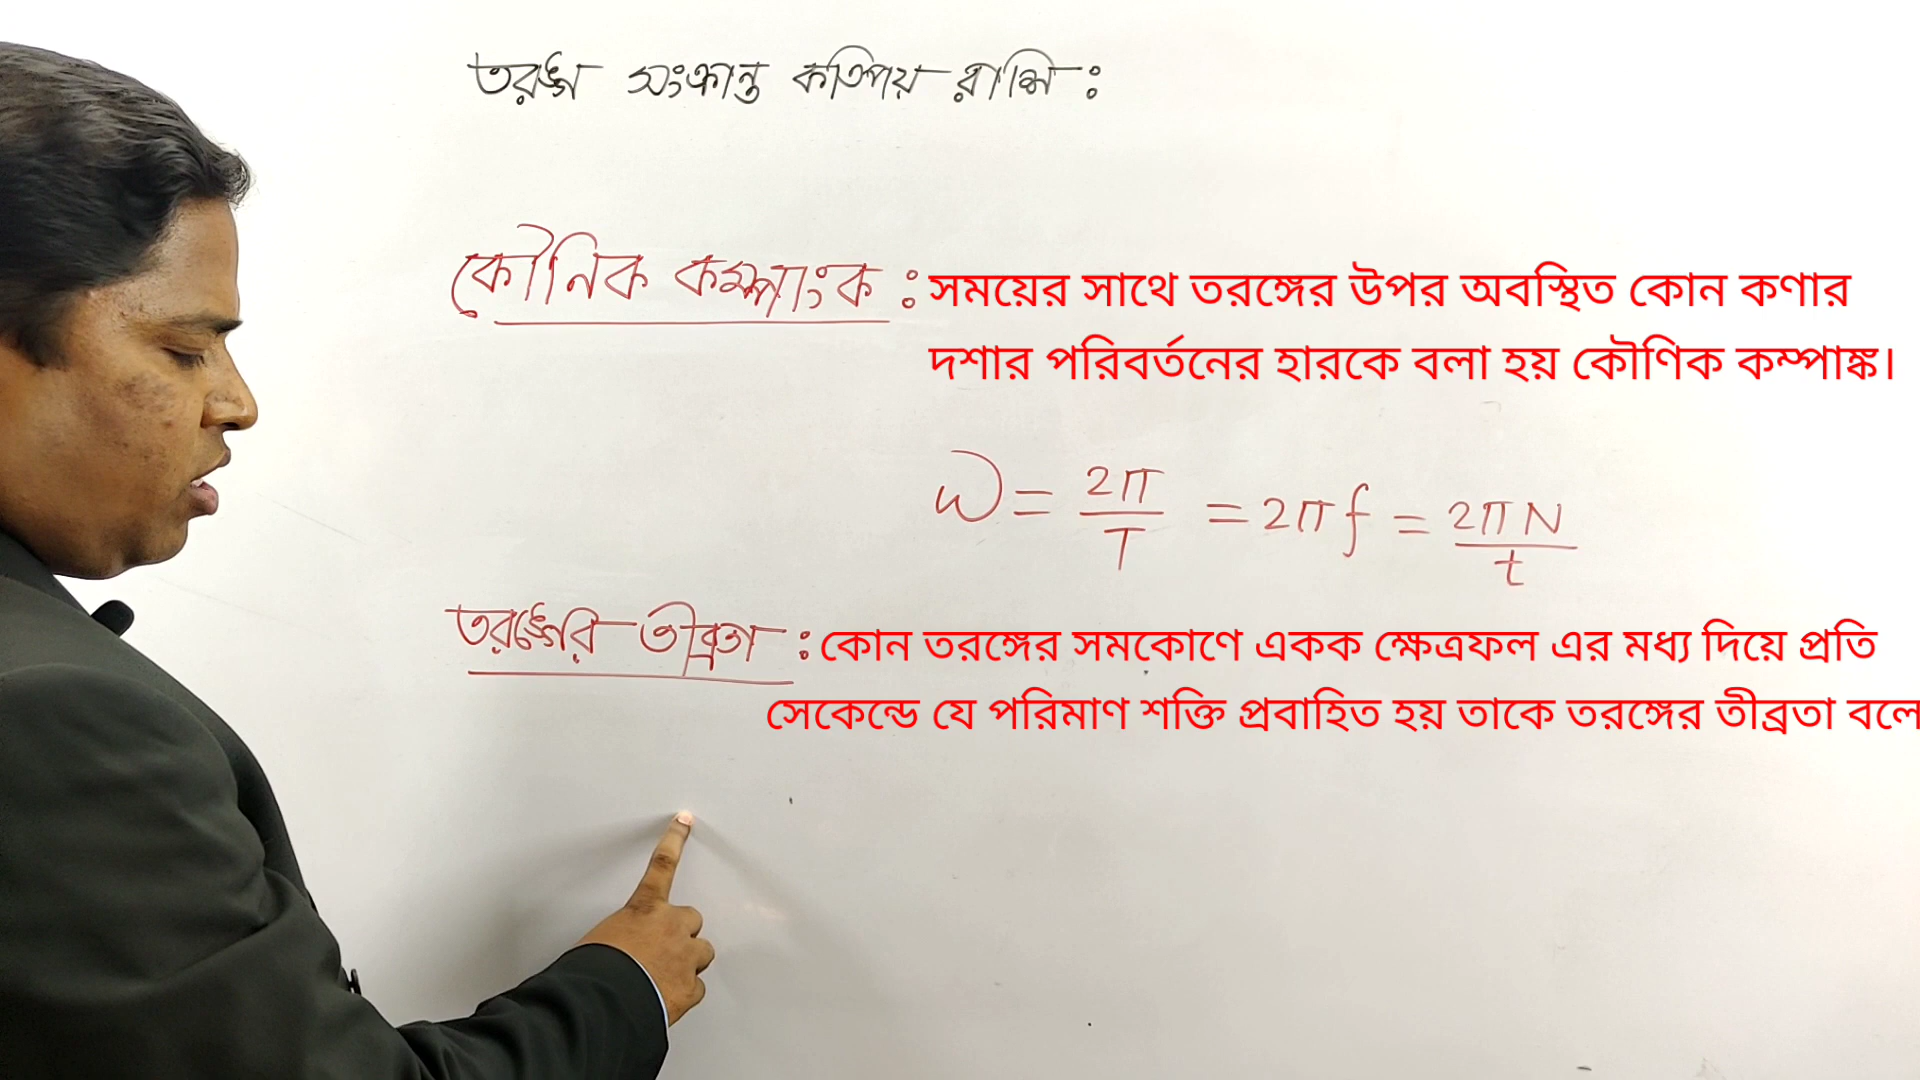 তরঙ্গ সংক্রান্ত কতিপয় রাশি :
কৌনিক কম্পাংক : সময়ের সাথে তরঙ্গের উপর অবস্থিত কোন কণার
দশার পরিবর্তনের হারকে বলা হয় কৌণিক কম্পাঙ্ক।
ω = 2π/T = 2πf = 2πN/t
তরঙ্গের তীব্রতা : কোন তরঙ্গের সমকোণে একক ক্ষেত্রফল এর মধ্য দিয়ে প্রতি
সেকেন্ডে যে পরিমাণ শক্তি প্রবাহিত হয় তাকে তরঙ্গের তীব্রতা বলে